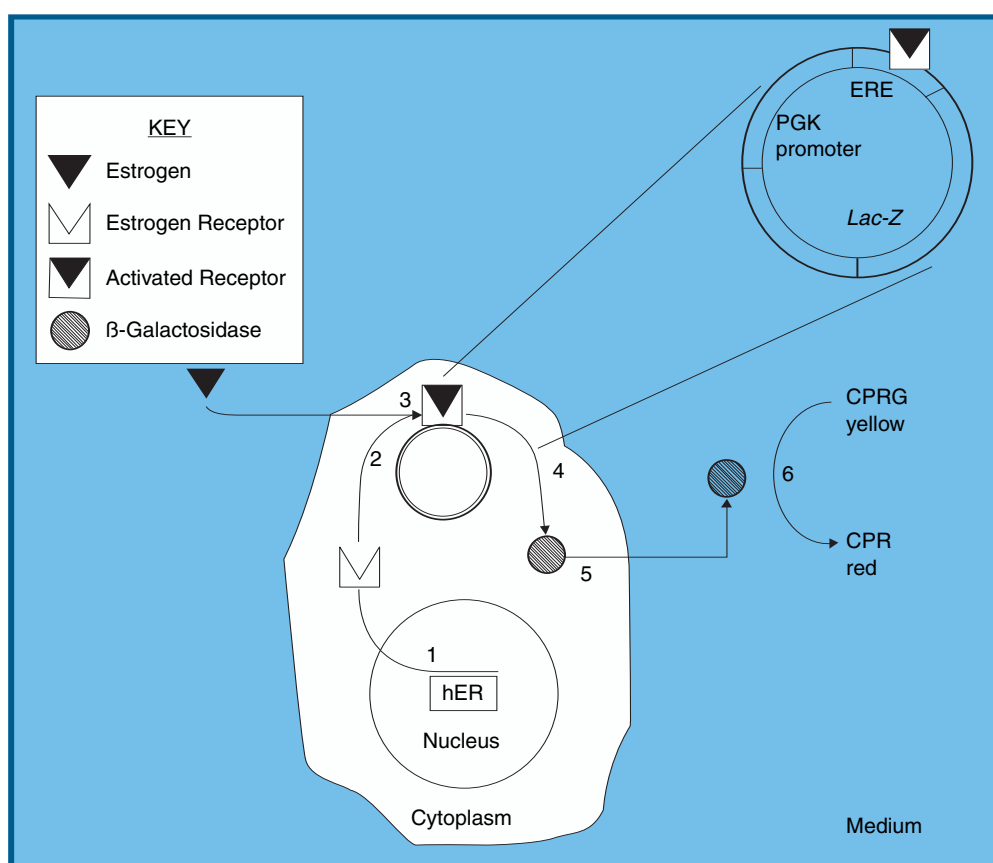 KEY
Estrogen
Estrogen Receptor
Activated Receptor
ß-Galactosidase
ERE
PGK
promoter
Lac-Z
3
2
4
CPRG
yellow
6
CPR
red
5
1
hER
Nucleus
Cytoplasm
Medium